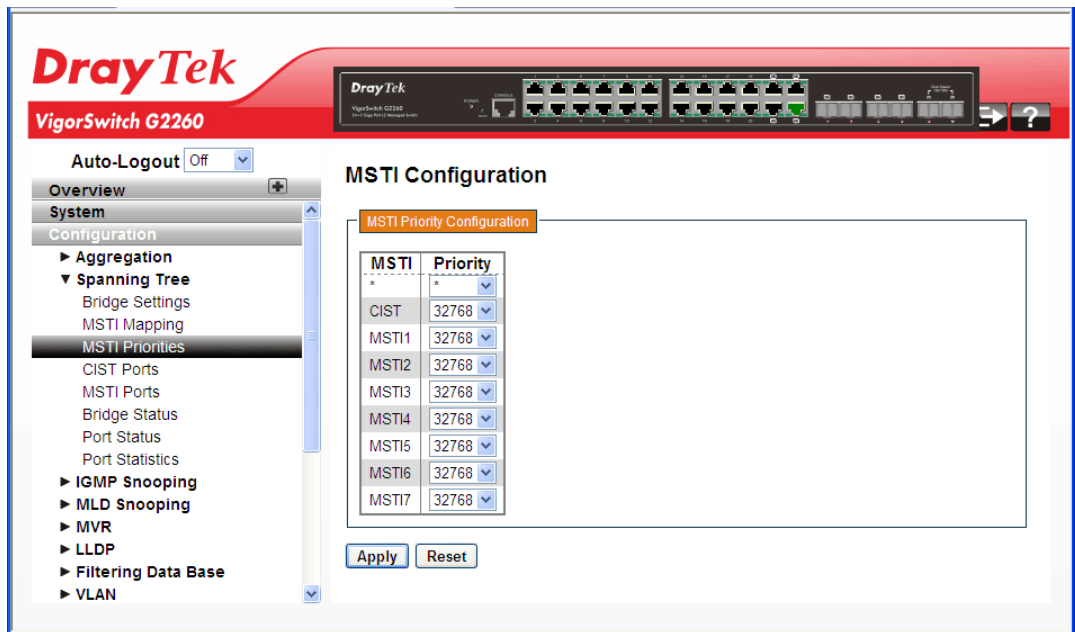 DrayTek
VigorSwitch G2260
DrayTek
VigorSwitch G2260
POWER
CONSOLE
Auto-Logout Off
Overview
System
Configuration
► Aggregation
▼ Spanning Tree
Bridge Settings
MSTI Mapping
MSTI Priorities
CIST Ports
MSTI Ports
Bridge Status
Port Status
Port Statistics
► IGMP Snooping
► MLD Snooping
► MVR
► LLDP
► Filtering Data Base
► VLAN
?
MSTI Configuration
MSTI Priority Configuration
MSTI Priority
* *
CIST 32768
MSTI1 32768
MSTI2 32768
MSTI3 32768
MSTI4 32768
MSTI5 32768
MSTI6 32768
MSTI7 32768
Apply Reset